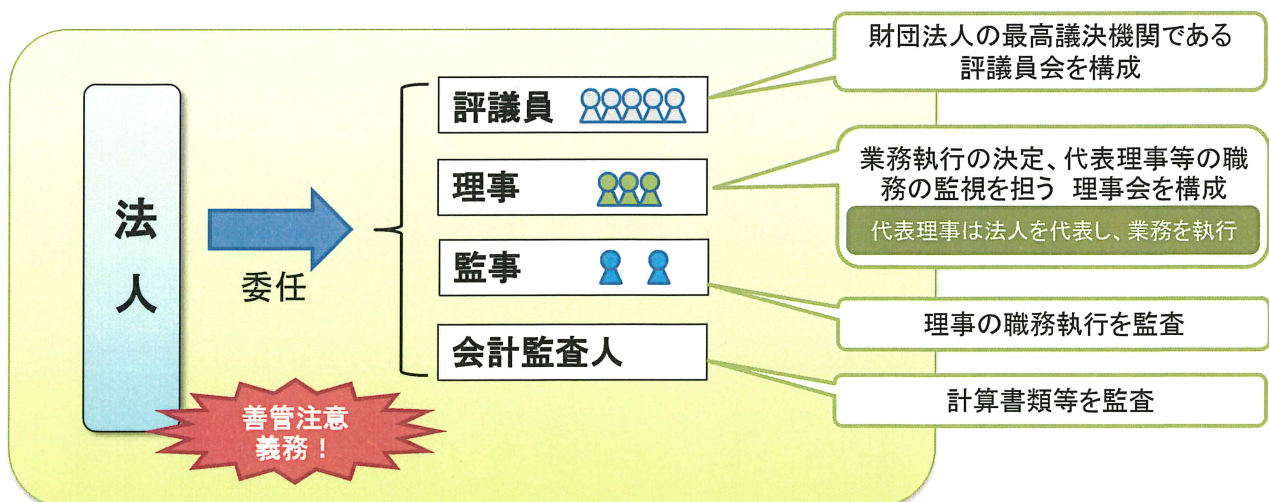 法
人
委任
善管注意
義務！
評議員
理事
監事
会計監査人
財団法人の最高議決機関である
評議員会を構成
業務執行の決定、代表理事等の職
務の監視を担う 理事会を構成
代表理事は法人を代表し、業務を執行
理事の職務執行を監査
計算書類等を監査